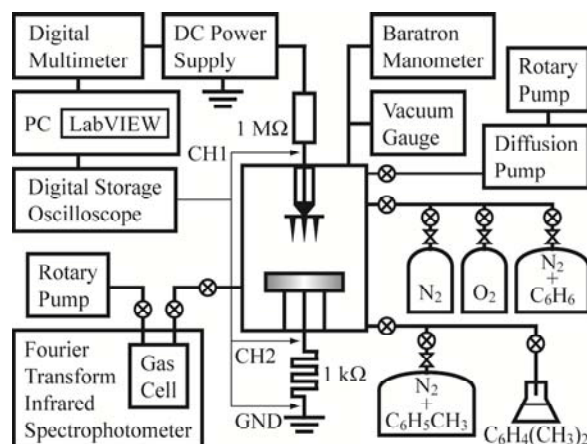 Digital
Multimeter
DC Power
Supply
Baratron
Manometer
Rotary
Pump
PC LabVIEW
1 MΩ
Vacuum
Gauge
Diffusion
Pump
CH1
Digital Storage
Oscilloscope
Rotary
Pump
N₂
O₂
N₂
+
C₆H₆
Fourier
Transform
Infrared
Spectrophotometer
Gas
Cell
CH2
1 kΩ
GND
N₂
+
C₆H₅CH₃
C₆H₄(CH₃)₂